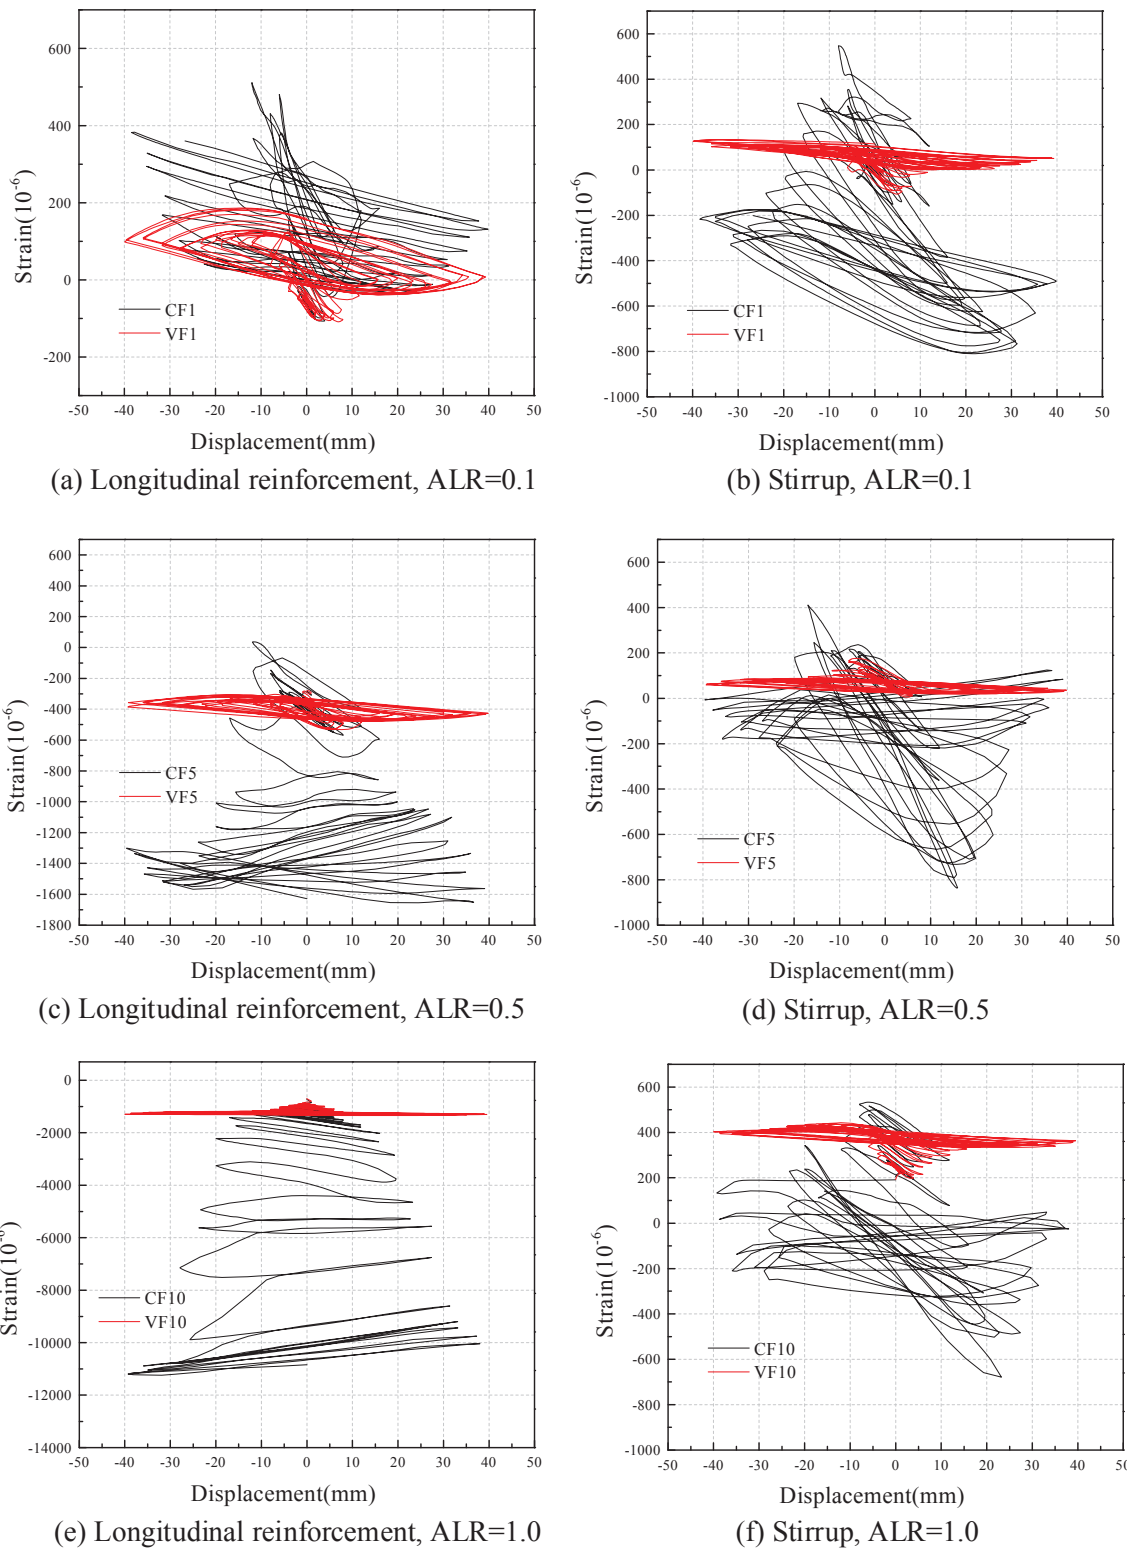 600
400
200
0
-200
-50 -40 -30 -20 -10 0 10 20 30 40 50
Strain(10-6)
CF1
VF1
Displacement(mm)
(a) Longitudinal reinforcement, ALR=0.1
600
400
200
0
-200
-400
-600
-800
-1000
-50 -40 -30 -20 -10 0 10 20 30 40 50
Strain(10-6)
CF1
VF1
Displacement(mm)
(b) Stirrup, ALR=0.1
600
400
200
0
-200
-400
-600
-800
-1000
-1200
-1400
-1600
-1800
-50 -40 -30 -20 -10 0 10 20 30 40 50
Strain(10-6)
CF5
VF5
Displacement(mm)
(c) Longitudinal reinforcement, ALR=0.5
600
400
200
0
-200
-400
-600
-800
-1000
-50 -40 -30 -20 -10 0 10 20 30 40 50
Strain(10-6)
CF5
VF5
Displacement(mm)
(d) Stirrup, ALR=0.5
0
-2000
-4000
-6000
-8000
-10000
-12000
-14000
-50 -40 -30 -20 -10 0 10 20 30 40 50
Strain(10-6)
CF10
VF10
Displacement(mm)
(e) Longitudinal reinforcement, ALR=1.0
600
400
200
0
-200
-400
-600
-800
-1000
-50 -40 -30 -20 -10 0 10 20 30 40 50
Strain(10-6)
CF10
VF10
Displacement(mm)
(f) Stirrup, ALR=1.0